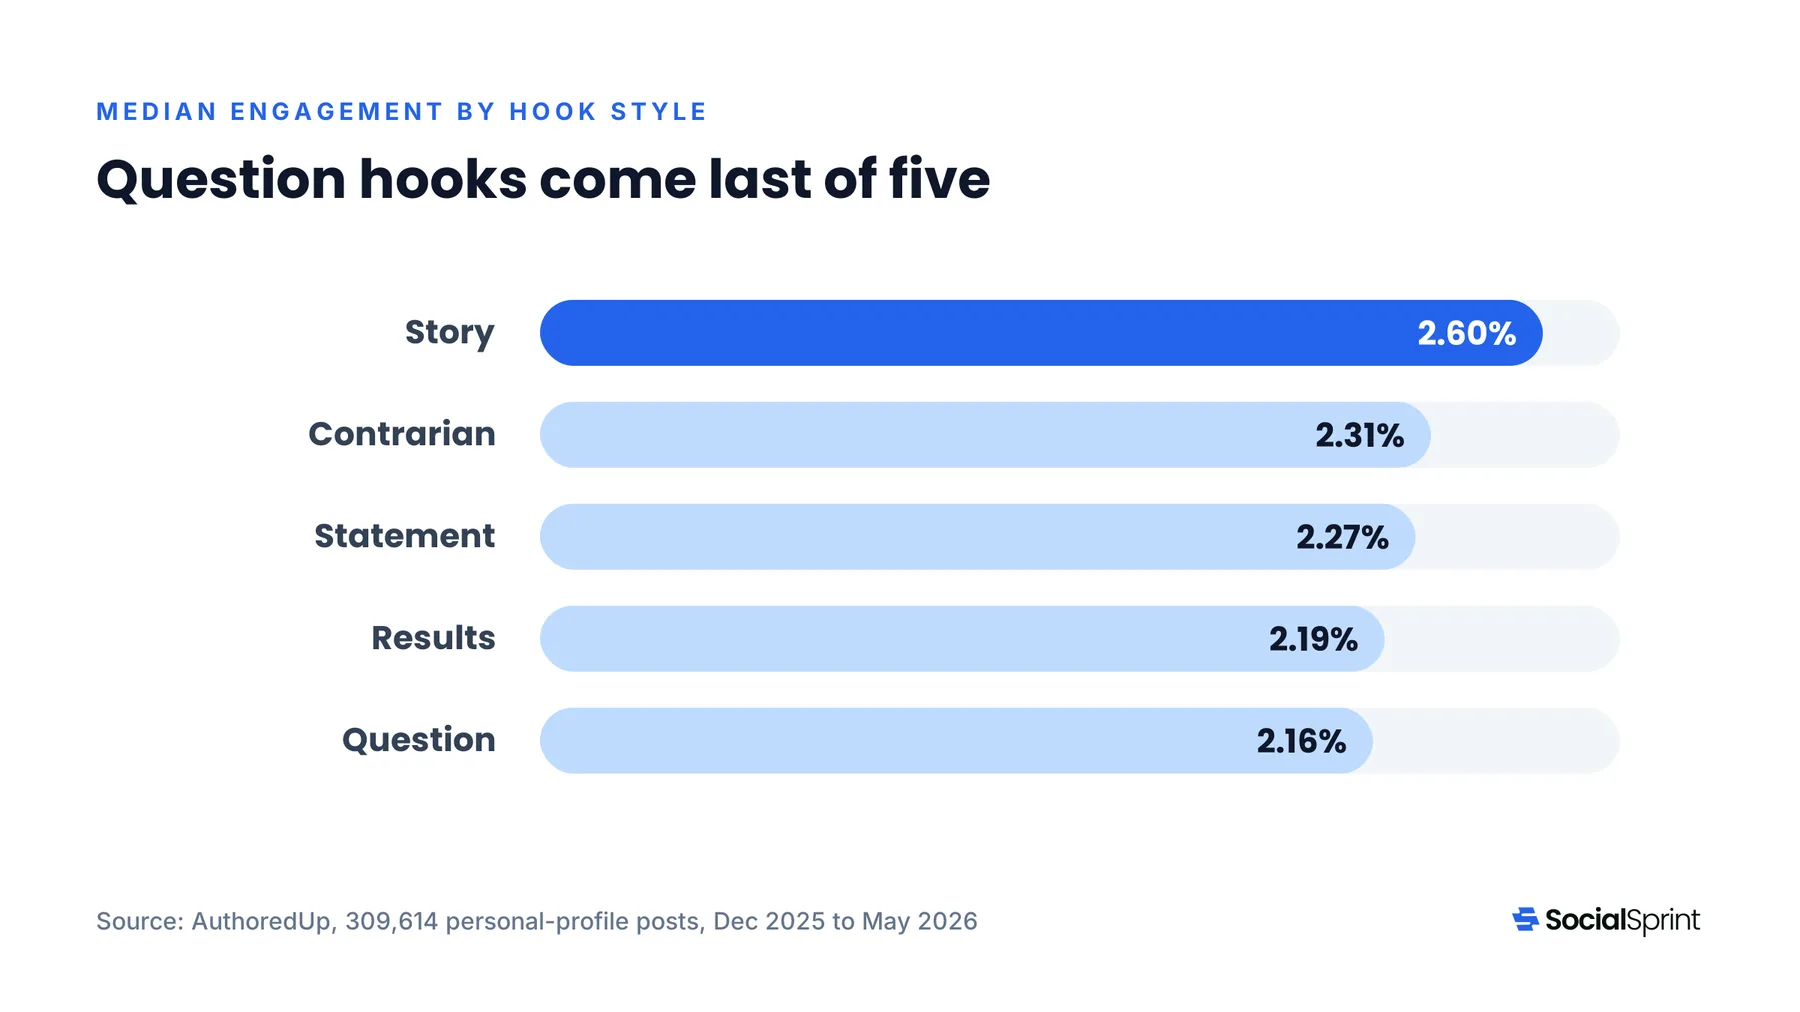 MEDIAN ENGAGEMENT BY HOOK STYLE
Question hooks come last of five
Story 2.60%
Contrarian 2.31%
Statement 2.27%
Results 2.19%
Question 2.16%
Source: AuthoredUp, 309,614 personal-profile posts, Dec 2025 to May 2026
SocialSprint